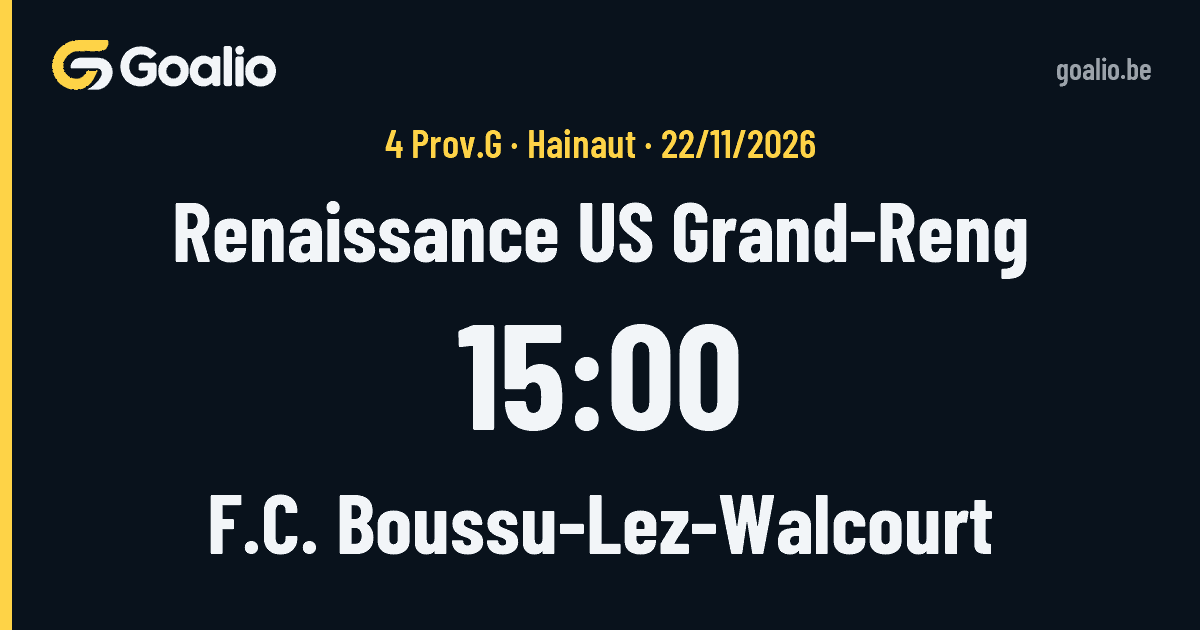 Goalio
goalio.be
4 Prov.G · Hainaut · 22/11/2026
Renaissance US Grand-Reng
15:00
F.C. Boussu-Lez-Walcourt